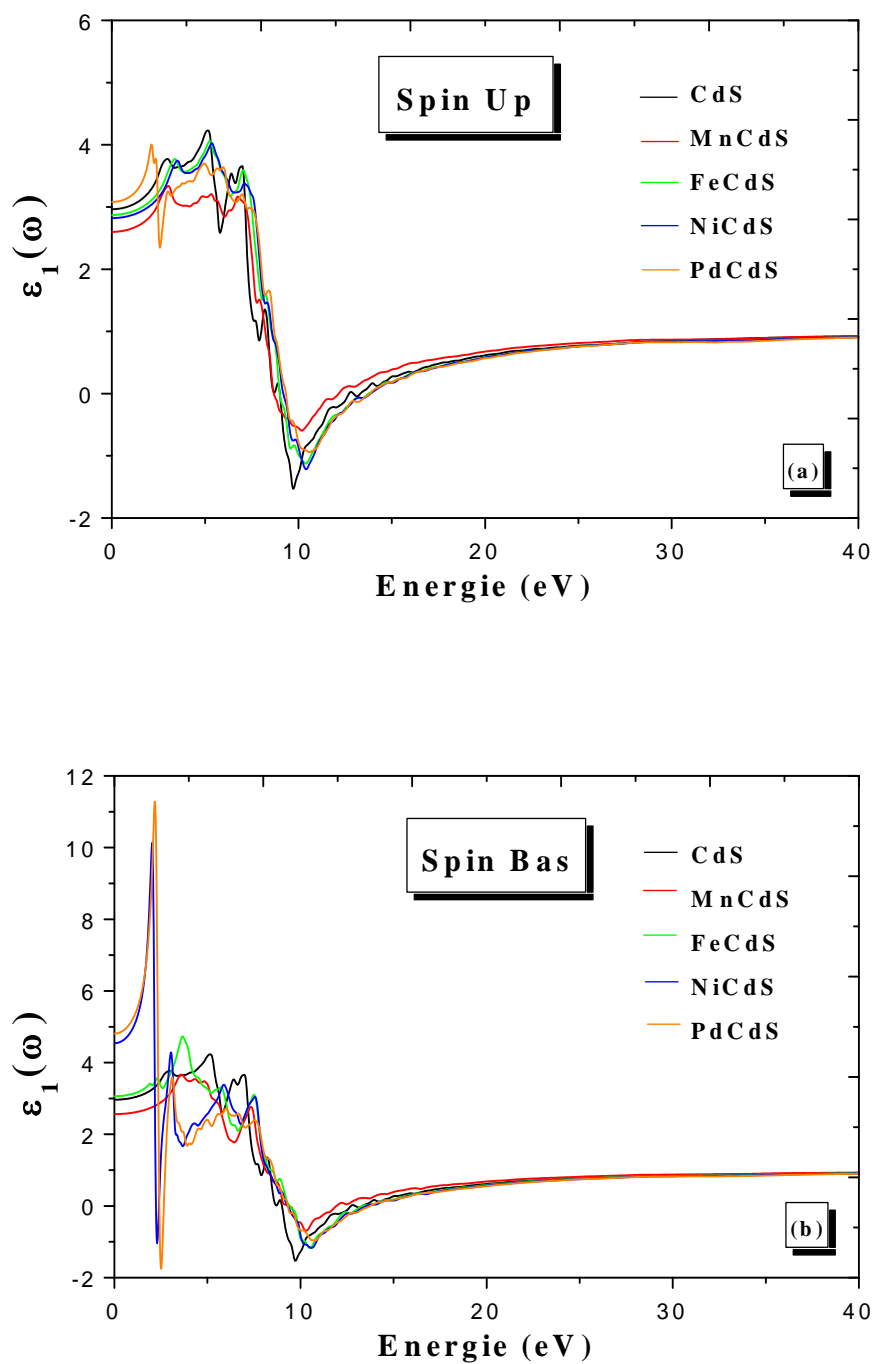 6
4
2
0
-2
0
10
20
30
40
ε₁(ω)
Energie (eV)
Spin Up
CdS
MnCdS
FeCdS
NiCdS
PdCdS
(a)
12
10
8
6
4
2
0
-2
0
10
20
30
40
ε₁(ω)
Energie (eV)
Spin Bas
CdS
MnCdS
FeCdS
NiCdS
PdCdS
(b)